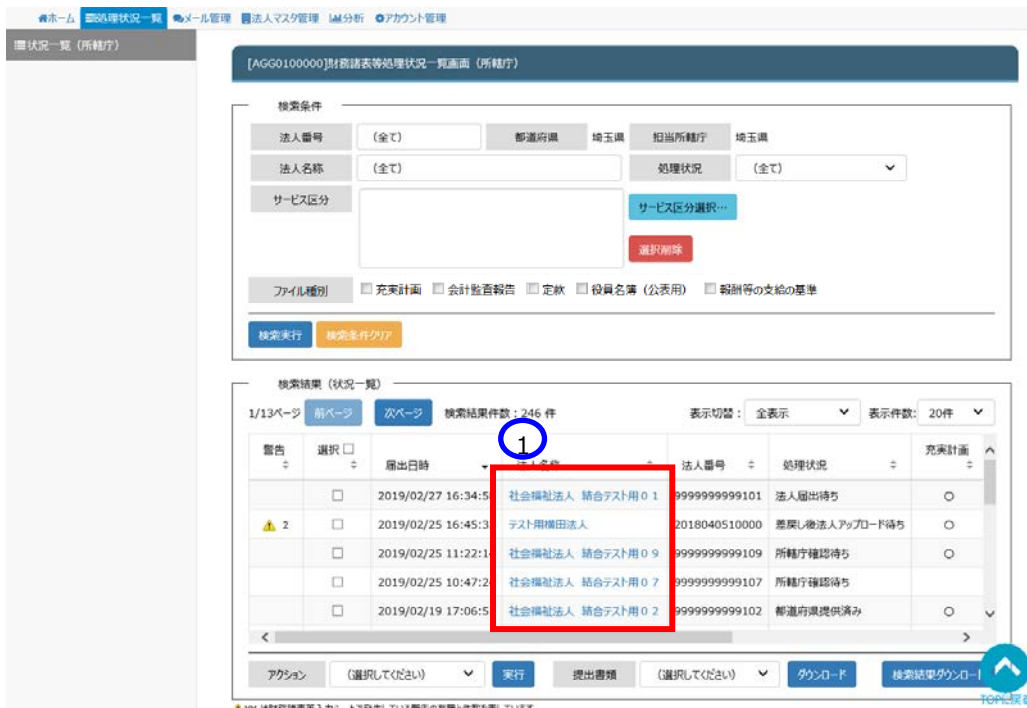 ホーム 処理状況一覧 メール管理 法人マスタ管理 分析 アカウント管理
状況一覧（所轄庁）
[AGG0100000]財務諸表等処理状況一覧画面（所轄庁）
検索条件
法人番号 （全て） 都道府県 埼玉県 担当所轄庁 埼玉県
法人名称 （全て） 処理状況 （全て）
サービス区分 サービス区分選択…
選択削除
ファイル種別 充実計画 会計監査報告 定款 役員名簿（公表用） 報酬等の支給の基準
検索実行 検索条件クリア
検索結果（状況一覧）
1/13ページ 前ページ 次ページ 検索結果件数：246 件 表示切替： 全表示 表示件数: 20件
1
警告 選択 届出日時 法人名称 法人番号 処理状況 充実計画
2019/02/27 16:34:5 社会福祉法人 結合テスト用０１ 9999999999101 法人届出待ち ○
2 2019/02/25 16:45:3 テスト用横田法人 2018040510000 差戻し後法人アップロード待ち ○
2019/02/25 11:22:1 社会福祉法人 結合テスト用０９ 9999999999109 所轄庁確認待ち ○
2019/02/25 10:47:2 社会福祉法人 結合テスト用０７ 9999999999107 所轄庁確認待ち
2019/02/19 17:06:5 社会福祉法人 結合テスト用０２ 9999999999102 都道府県提供済み ○
アクション （選択してください） 実行 提出書類 （選択してください） ダウンロード 検索結果ダウンロード
TOPに戻